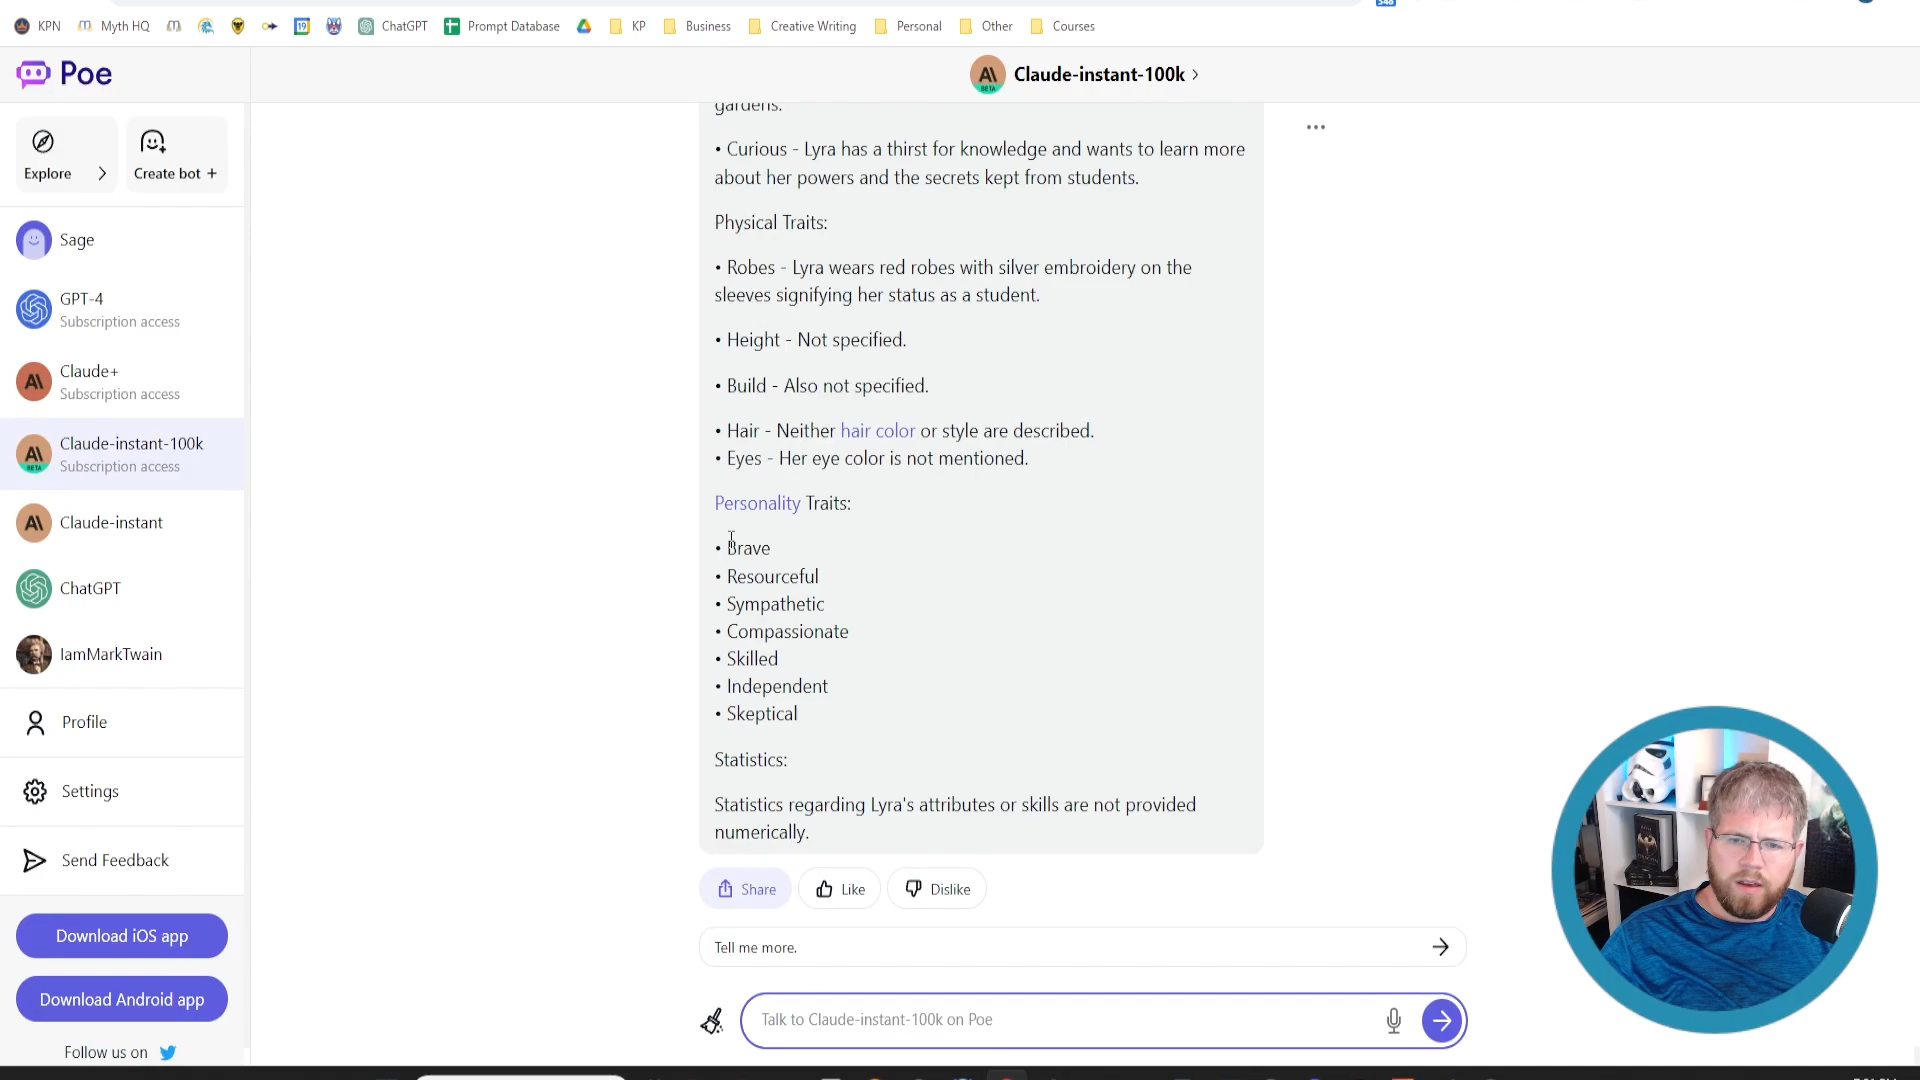 KPN
Myth HQ
ChatGPT
Prompt Database
KP
Business
Creative Writing
Personal
Other
Courses
Poe
Claude-instant-100k
Explore
Create bot +
Sage
GPT-4
Subscription access
Claude+
Subscription access
Claude-instant-100k
Subscription access
Claude-instant
ChatGPT
IamMarkTwain
Profile
Settings
Send Feedback
Download iOS app
Download Android app
Follow us on
gardens.
• Curious - Lyra has a thirst for knowledge and wants to learn more
about her powers and the secrets kept from students.
Physical Traits:
• Robes - Lyra wears red robes with silver embroidery on the
sleeves signifying her status as a student.
• Height - Not specified.
• Build - Also not specified.
• Hair - Neither hair color or style are described.
• Eyes - Her eye color is not mentioned.
Personality Traits:
• Brave
• Resourceful
• Sympathetic
• Compassionate
• Skilled
• Independent
• Skeptical
Statistics:
Statistics regarding Lyra's attributes or skills are not provided
numerically.
Share
Like
Dislike
Tell me more.
Talk to Claude-instant-100k on Poe